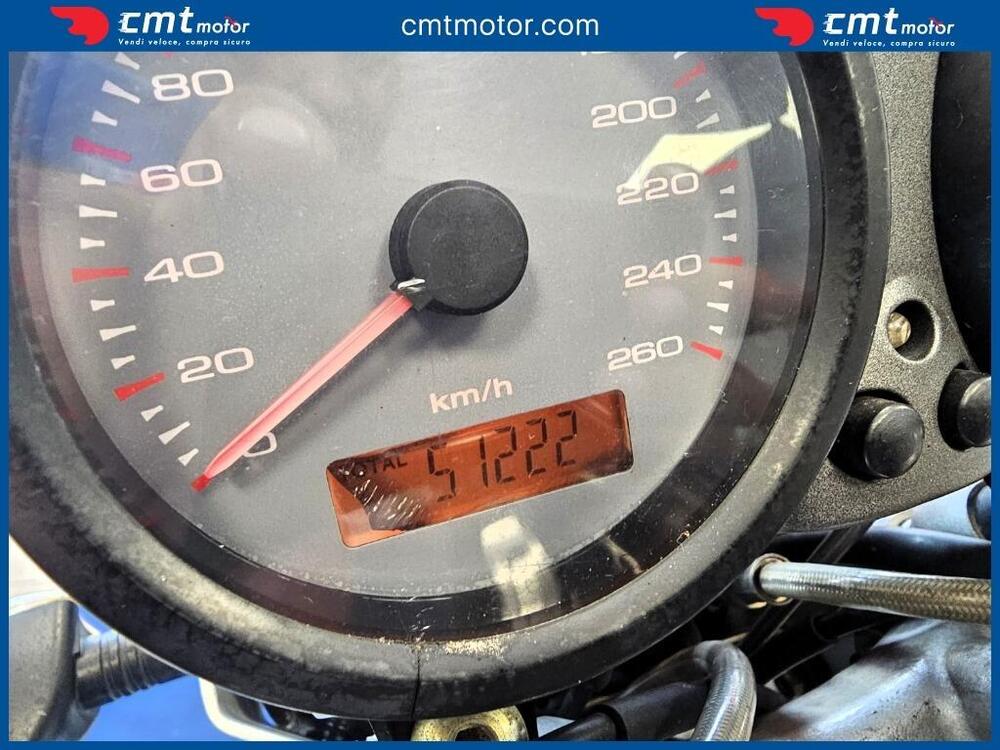 cmt motor
Vendi veloce, compra sicuro
cmtmotor.com
cmt motor
Vendi veloce, compra sicuro
80
60
40
20
0
200
220
240
260
km/h
TOTAL 51222